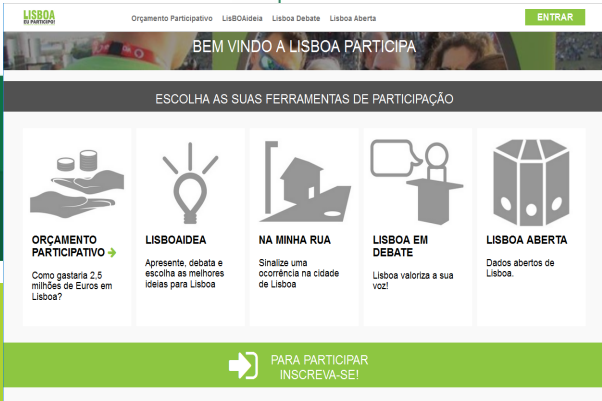 LISBOA
EU PARTICIPO!
Orçamento Participativo LisBOAideia Lisboa Debate Lisboa Aberta
ENTRAR
BEM VINDO A LISBOA PARTICIPA
ESCOLHA AS SUAS FERRAMENTAS DE PARTICIPAÇÃO
ORÇAMENTO
PARTICIPATIVO
Como gastaria 2,5
milhões de Euros em
Lisboa?
LISBOAIDEA
Apresente, debata e
escolha as melhores
ideias para Lisboa
NA MINHA RUA
Sinalize uma
ocorrência na cidade
de Lisboa
LISBOA EM
DEBATE
Lisboa valoriza a sua
voz!
LISBOA ABERTA
Dados abertos de
Lisboa.
PARA PARTICIPAR
INSCREVA-SE!